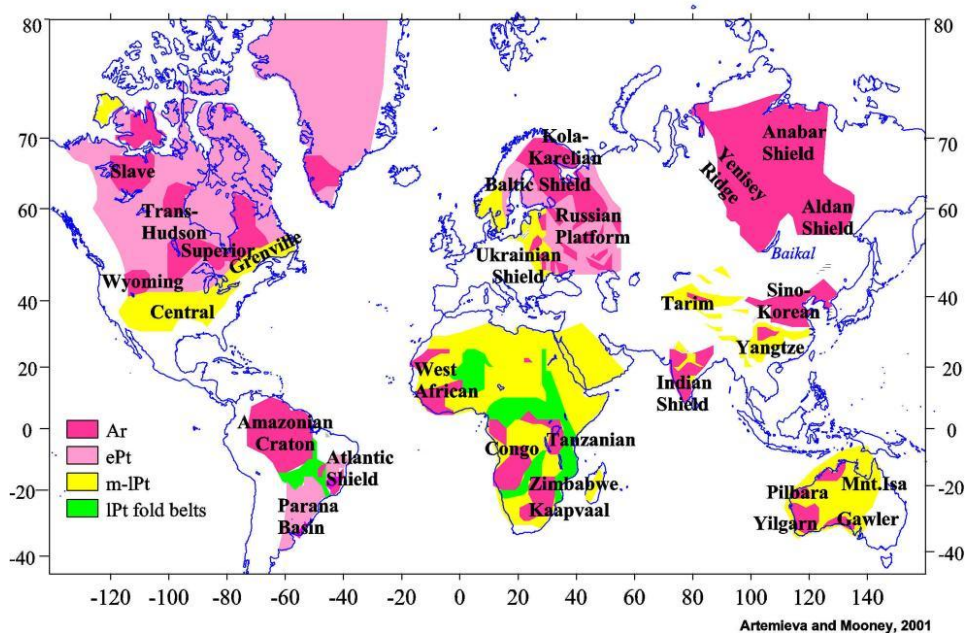 80
80
Kola-
Karelian
Anabar
Shield
70
70
Slave
Baltic Shield
Yenisey
Ridge
60
60
Trans-
Hudson
Russian
Platform
Aldan
Shield
Superior
Grenville
Ukrainian
Shield
Baikal
Wyoming
Sino-
Korean
40
40
Central
Tarim
Yangtze
20
20
West
African
Indian
Shield
Ar
ePt
m-lPt
lPt fold belts
0
0
Amazonian
Craton
Congo
Tanzanian
Atlantic
Shield
Zimbabwe
Mnt.Isa
-20
-20
Parana
Basin
Kaapvaal
Pilbara
Yilgarn
Gawler
-40
-40
-120
-100
-80
-60
-40
-20
0
20
40
60
80
100
120
140
Artemieva and Mooney, 2001